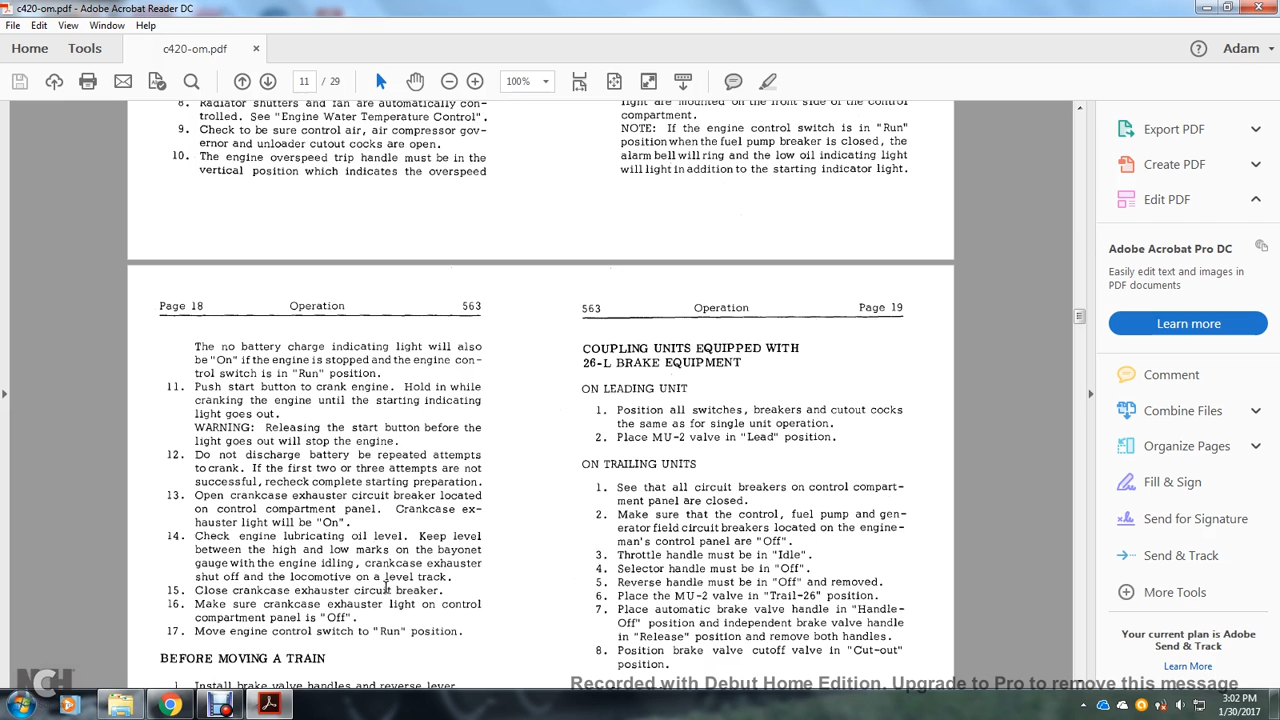 c420-om.pdf - Adobe Acrobat Reader DC
File Edit View Window Help
Home Tools c420-om.pdf × Adam
11 / 29 100%
8. Radiator shutters and fan are automatically con-
trolled. See "Engine Water Temperature Control".
9. Check to be sure control air, air compressor gov-
ernor and unloader cutout cocks are open.
10. The engine overspeed trip handle must be in the
vertical position which indicates the overspeed
light are mounted on the front side of the control
compartment.
NOTE: If the engine control switch is in "Run"
position when the fuel pump breaker is closed, the
alarm bell will ring and the low oil indicating light
will light in addition to the starting indicator light.
Page 18 Operation 563
The no battery charge indicating light will also
be "On" if the engine is stopped and the engine con-
trol switch is in "Run" position.
11. Push start button to crank engine. Hold in while
cranking the engine until the starting indicating
light goes out.
WARNING: Releasing the start button before the
light goes out will stop the engine.
12. Do not discharge battery be repeated attempts
to crank. If the first two or three attempts are not
successful, recheck complete starting preparation.
13. Open crankcase exhauster circuit breaker located
on control compartment panel. Crankcase ex-
hauster light will be "On".
14. Check engine lubricating oil level. Keep level
between the high and low marks on the bayonet
gauge with the engine idling, crankcase exhauster
shut off and the locomotive on a level track.
15. Close crankcase exhauster circuit breaker.
16. Make sure crankcase exhauster light on control
compartment panel is "Off".
17. Move engine control switch to "Run" position.
BEFORE MOVING A TRAIN
1. Install brake valve handles and reverse lever
563 Operation Page 19
COUPLING UNITS EQUIPPED WITH
26-L BRAKE EQUIPMENT
ON LEADING UNIT
1. Position all switches, breakers and cutout cocks
the same as for single unit operation.
2. Place MU-2 valve in "Lead" position.
ON TRAILING UNITS
1. See that all circuit breakers on control compart-
ment panel are closed.
2. Make sure that the control, fuel pump and gen-
erator field circuit breakers located on the engine-
man's control panel are "Off".
3. Throttle handle must be in "Idle".
4. Selector handle must be in "Off".
5. Reverse handle must be in "Off" and removed.
6. Place the MU-2 valve in "Trail-26" position.
7. Place automatic brake valve handle in "Handle-
Off" position and independent brake valve handle
in "Release" position and remove both handles.
8. Position brake valve cutoff valve in "Cut-out"
position.
Export PDF
Create PDF
Edit PDF
Adobe Acrobat Pro DC
Easily edit text and images in
PDF documents
Learn more
Comment
Combine Files
Organize Pages
Fill & Sign
Send for Signature
Send & Track
More Tools
Your current plan is Adobe
Send & Track
Learn More
NCH
Recorded with Debut Home Edition. Upgrade to Pro to remove this message
3:02 PM
1/30/2017